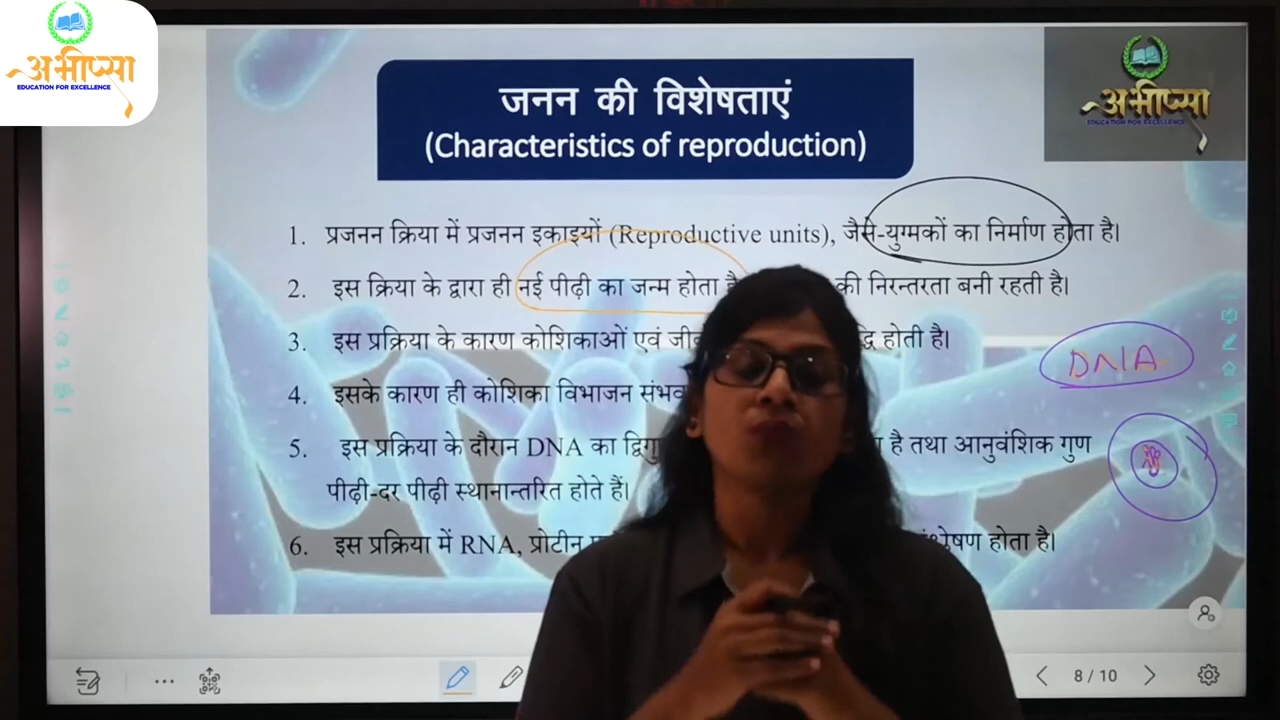 अभीप्सा
EDUCATION FOR EXCELLENCE
जनन की विशेषताएं
(Characteristics of reproduction)
अभीप्सा
EDUCATION FOR EXCELLENCE
1. प्रजनन क्रिया में प्रजनन इकाइयों (Reproductive units), जैसे-युग्मकों का निर्माण होता है।
2. इस क्रिया के द्वारा ही नई पीढ़ी का जन्म होता की निरन्तरता बनी रहती है।
3. इस प्रक्रिया के कारण कोशिकाओं एवं होती है।
DNA
4. इसके कारण ही कोशिका विभाजन
5. इस प्रक्रिया के दौरान DNA का है तथा आनुवंशिक गुण
पीढ़ी-दर पीढ़ी स्थानान्तरित होते हैं।
6. इस प्रक्रिया में RNA, प्रोटीन होता है।
8/10